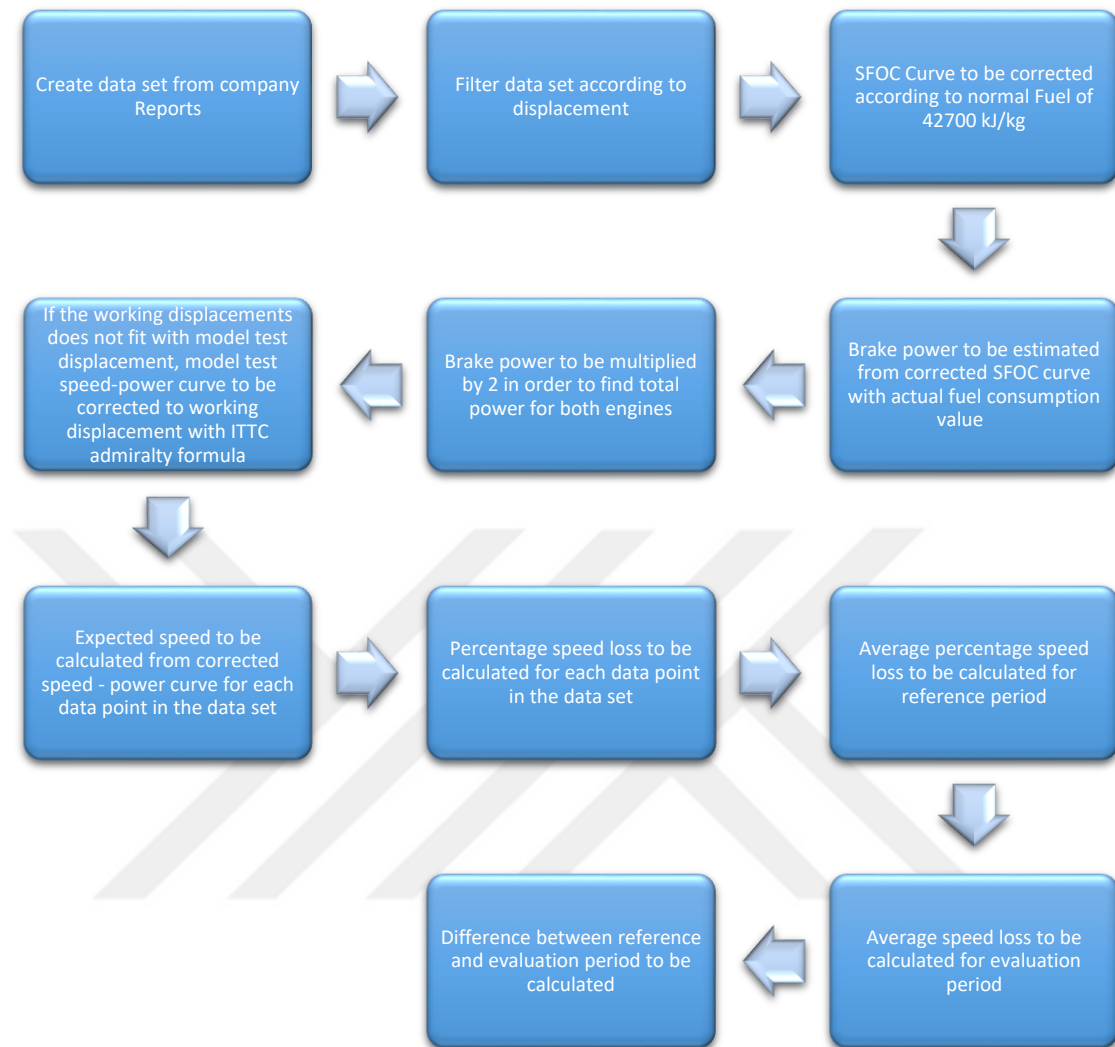 Create data set from company
Reports
Filter data set according to
displacement
SFOC Curve to be corrected
according to normal Fuel of
42700 kJ/kg
Brake power to be estimated
from corrected SFOC curve
with actual fuel consumption
value
Brake power to be multiplied
by 2 in order to find total
power for both engines
If the working displacements
does not fit with model test
displacement, model test
speed-power curve to be
corrected to working
displacement with ITTC
admiralty formula
Expected speed to be
calculated from corrected
speed - power curve for each
data point in the data set
Percentage speed loss to be
calculated for each data point
in the data set
Average percentage speed
loss to be calculated for
reference period
Average speed loss to be
calculated for evaluation
period
Difference between reference
and evaluation period to be
calculated